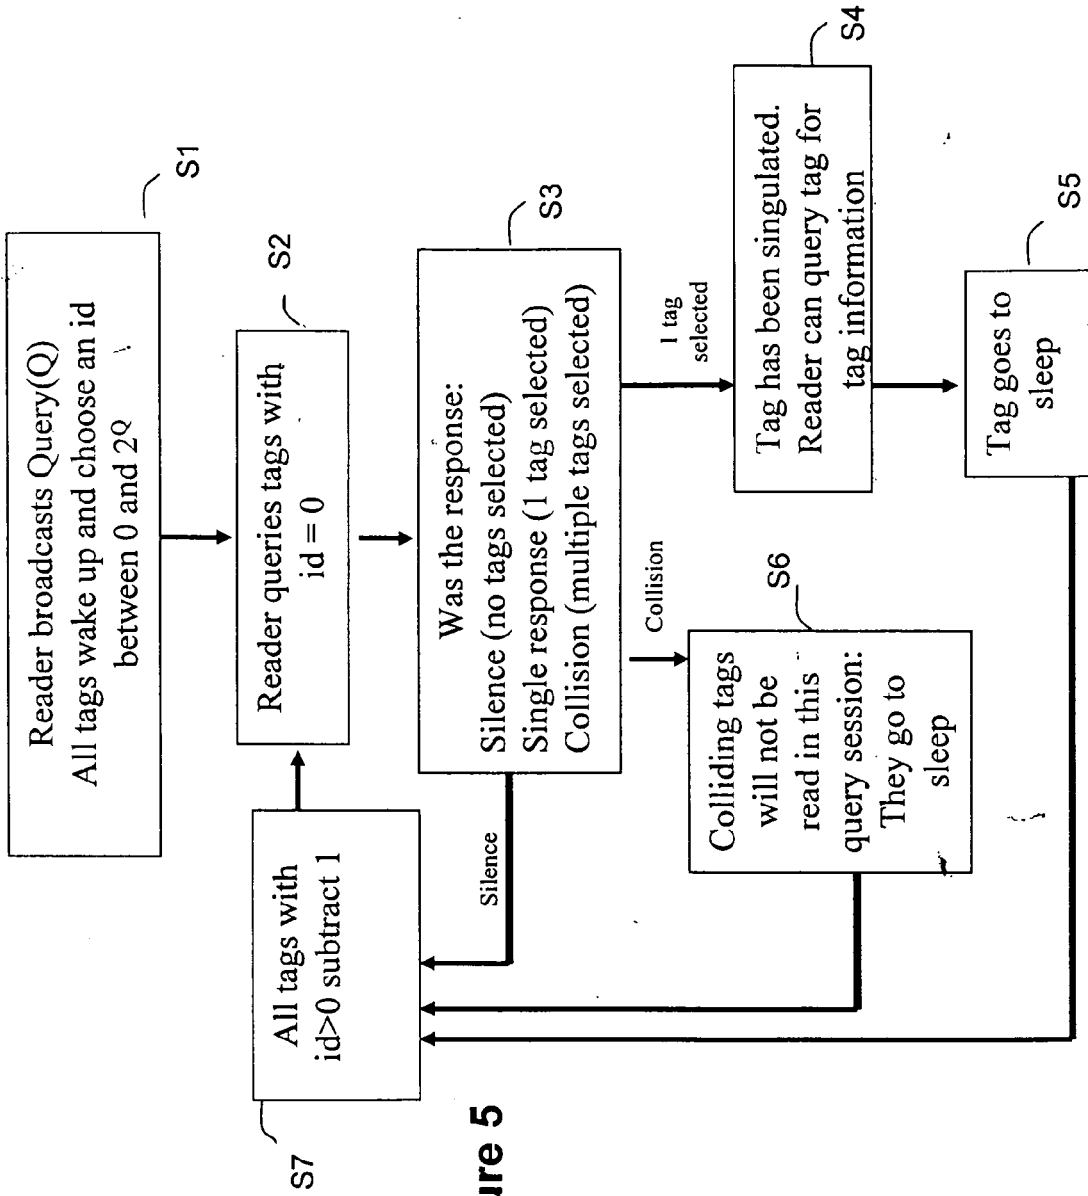 Reader broadcasts Query(Q)
All tags wake up and choose an id
between 0 and 2^Q
S1
Reader queries tags with
id = 0
S2
Was the response:
Silence (no tags selected)
Single response (1 tag selected)
Collision (multiple tags selected)
S3
1 tag
selected
Tag has been singulated.
Reader can query tag for
tag information
S4
Tag goes to
sleep
S5
Collision
Colliding tags
will not be
read in this
query session:
They go to
sleep
S6
Silence
All tags with
id>0 subtract 1
S7
ure 5